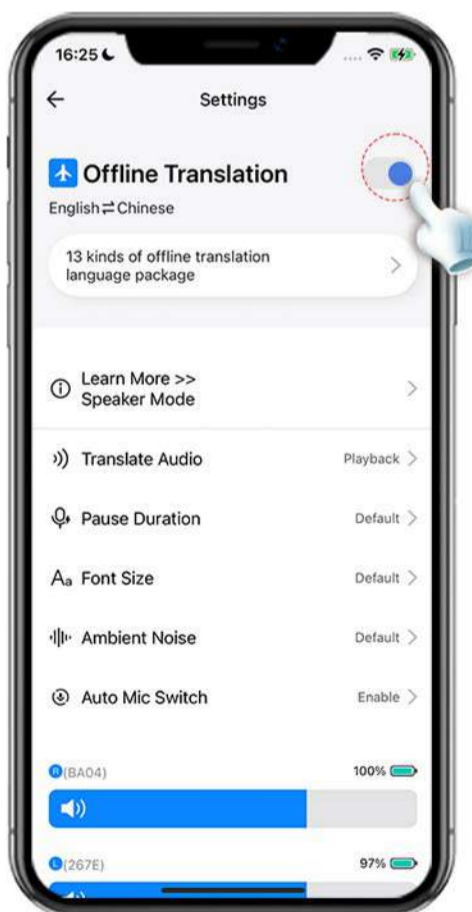 16:25
Settings
Offline Translation
English⇌Chinese
13 kinds of offline translation
language package
Learn More >>
Speaker Mode
Translate Audio
Playback
Pause Duration
Default
Aa Font Size
Default
Ambient Noise
Default
Auto Mic Switch
Enable
R(BA04)
100%
L(267E)
97%